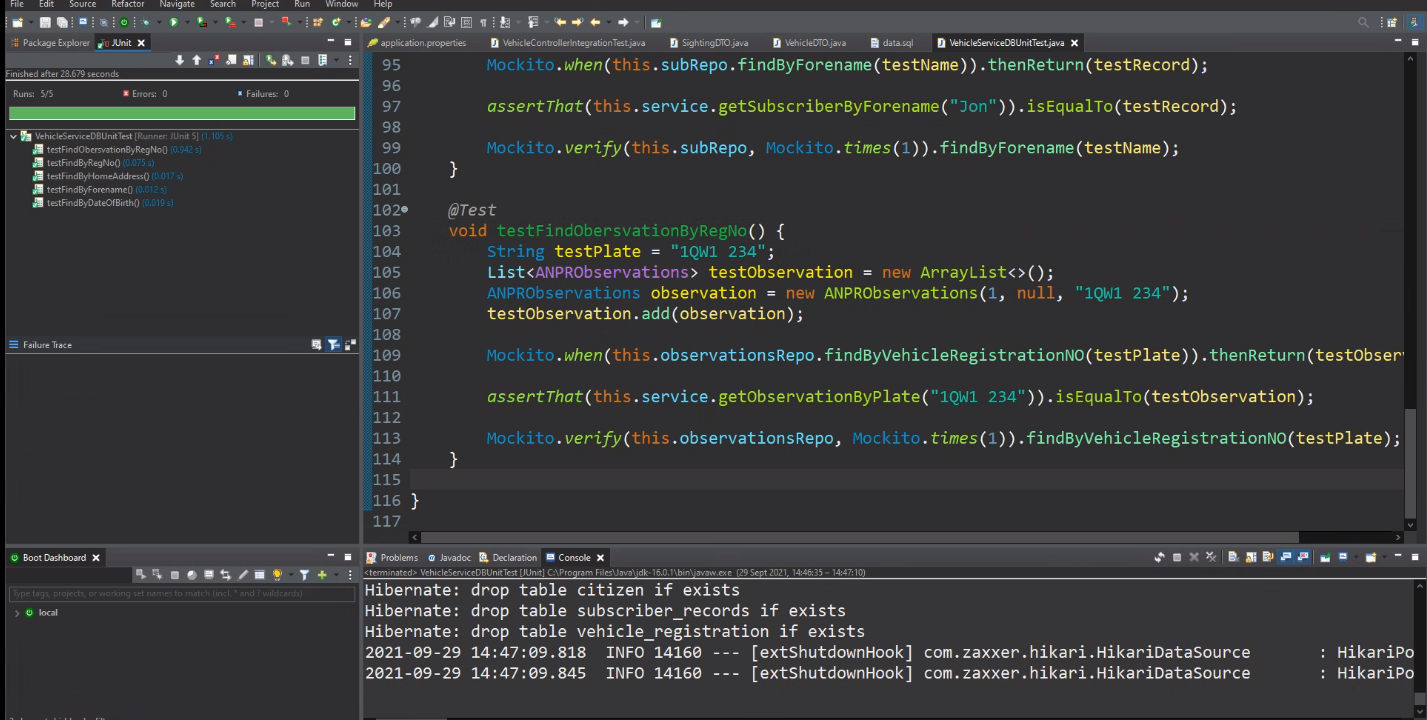 File Edit Source Refactor Navigate Search Project Run Window Help
Package Explorer JUnit
Finished after 28.679 seconds
Runs: 5/5 Errors: 0 Failures: 0
VehicleServiceDBUnitTest [Runner: JUnit 5] (1.105 s)
testFindObersvationByRegNo() (0.942 s)
testFindByRegNo() (0.075 s)
testFindByHomeAddress() (0.017 s)
testFindByForename() (0.012 s)
testFindByDateOfBirth() (0.019 s)
Failure Trace
Boot Dashboard
Type tags, projects, or working set names to match (incl. * and ? wildcards)
local
application.properties VehicleControllerIntegrationTest.java SightingDTO.java VehicleDTO.java data.sql VehicleServiceDBUnitTest.java
95 Mockito.when(this.subRepo.findByForename(testName)).thenReturn(testRecord);
96
97 assertThat(this.service.getSubscriberByForename("Jon")).isEqualTo(testRecord);
98
99 Mockito.verify(this.subRepo, Mockito.times(1)).findByForename(testName);
100 }
101
102 @Test
103 void testFindObersvationByRegNo() {
104 String testPlate = "1QW1 234";
105 List<ANPRObservations> testObservation = new ArrayList<>();
106 ANPRObservations observation = new ANPRObservations(1, null, "1QW1 234");
107 testObservation.add(observation);
108
109 Mockito.when(this.observationsRepo.findByVehicleRegistrationNO(testPlate)).thenReturn(testObser
110
111 assertThat(this.service.getObservationByPlate("1QW1 234")).isEqualTo(testObservation);
112
113 Mockito.verify(this.observationsRepo, Mockito.times(1)).findByVehicleRegistrationNO(testPlate);
114 }
115
116 }
117
Problems Javadoc Declaration Console
<terminated> VehicleServiceDBUnitTest [JUnit] C:\Program Files\Java\jdk-16.0.1\bin\javaw.exe (29 Sept 2021, 14:46:35 – 14:47:10)
Hibernate: drop table citizen if exists
Hibernate: drop table subscriber_records if exists
Hibernate: drop table vehicle_registration if exists
2021-09-29 14:47:09.818 INFO 14160 --- [extShutdownHook] com.zaxxer.hikari.HikariDataSource : HikariPo
2021-09-29 14:47:09.845 INFO 14160 --- [extShutdownHook] com.zaxxer.hikari.HikariDataSource : HikariPo